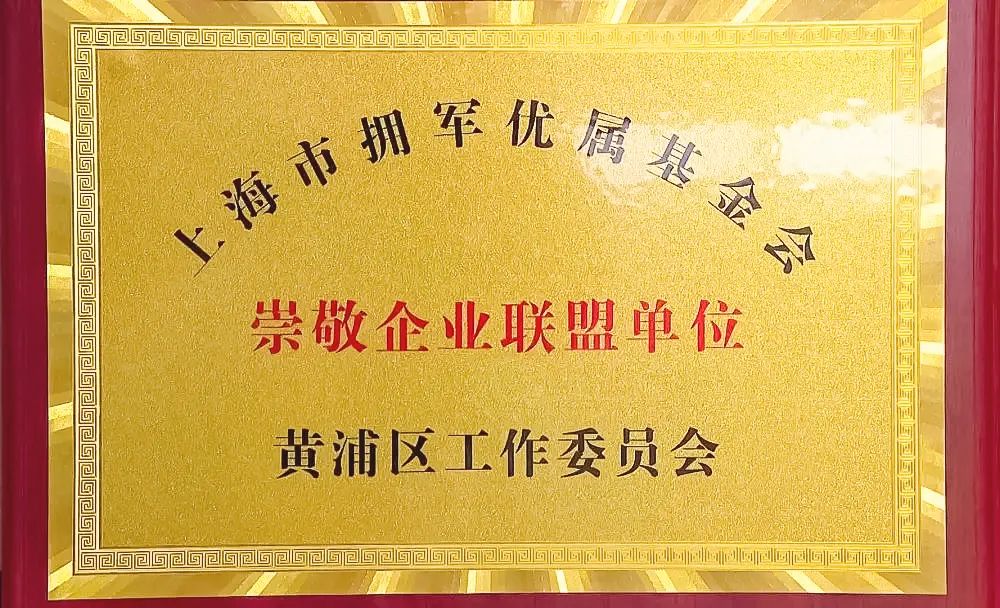 上海市拥军优属基金会
崇敬企业联盟单位
黄浦区工作委员会